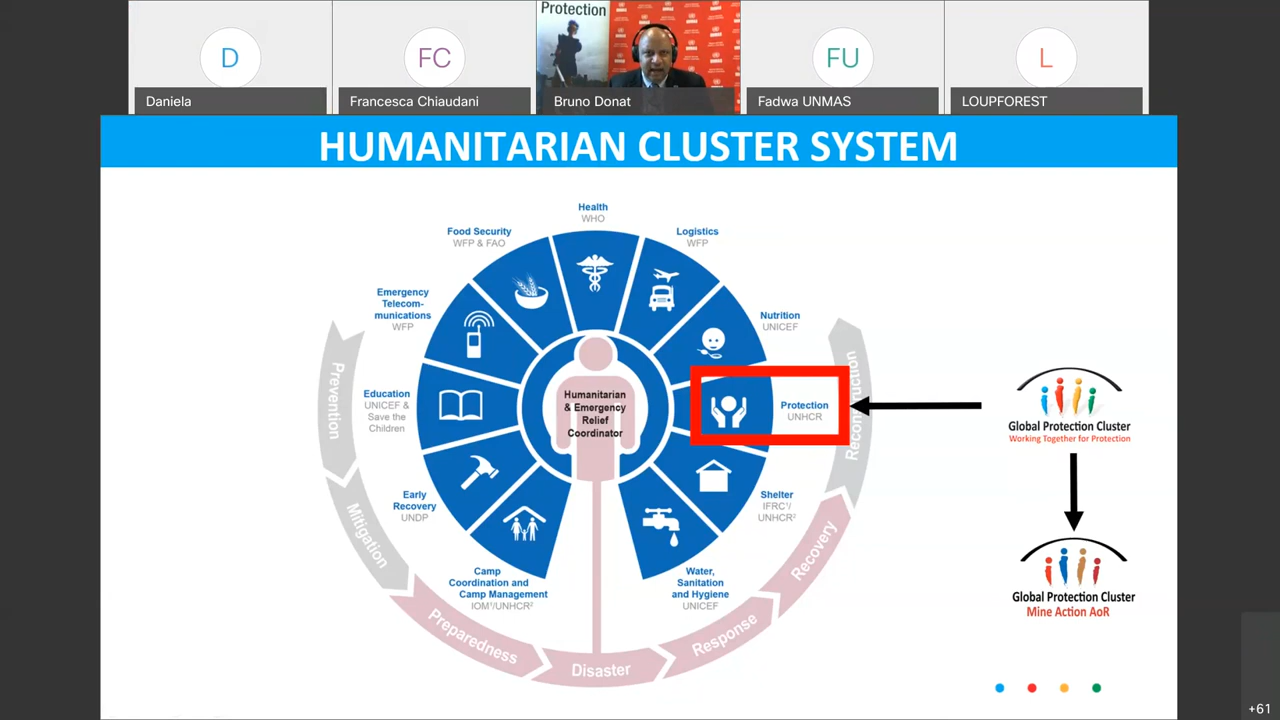 Protection
D
FC
FU
L
Daniela
Francesca Chiaudani
Bruno Donat
Fadwa UNMAS
LOUPFOREST
HUMANITARIAN CLUSTER SYSTEM
Health
WHO
Food Security
WFP & FAO
Logistics
WFP
Emergency
Telecom-
munications
WFP
Nutrition
UNICEF
Education
UNICEF &
Save the
Children
Humanitarian
& Emergency
Relief
Coordinator
Protection
UNHCR
Early
Recovery
UNDP
Shelter
IFRC¹/
UNHCR²
Camp
Coordination and
Camp Management
IOM¹/UNHCR²
Water,
Sanitation
and Hygiene
UNICEF
Prevention
Mitigation
Preparedness
Disaster
Response
Recovery
Reconstruction
Global Protection Cluster
Working Together for Protection
Global Protection Cluster
Mine Action AoR
+61